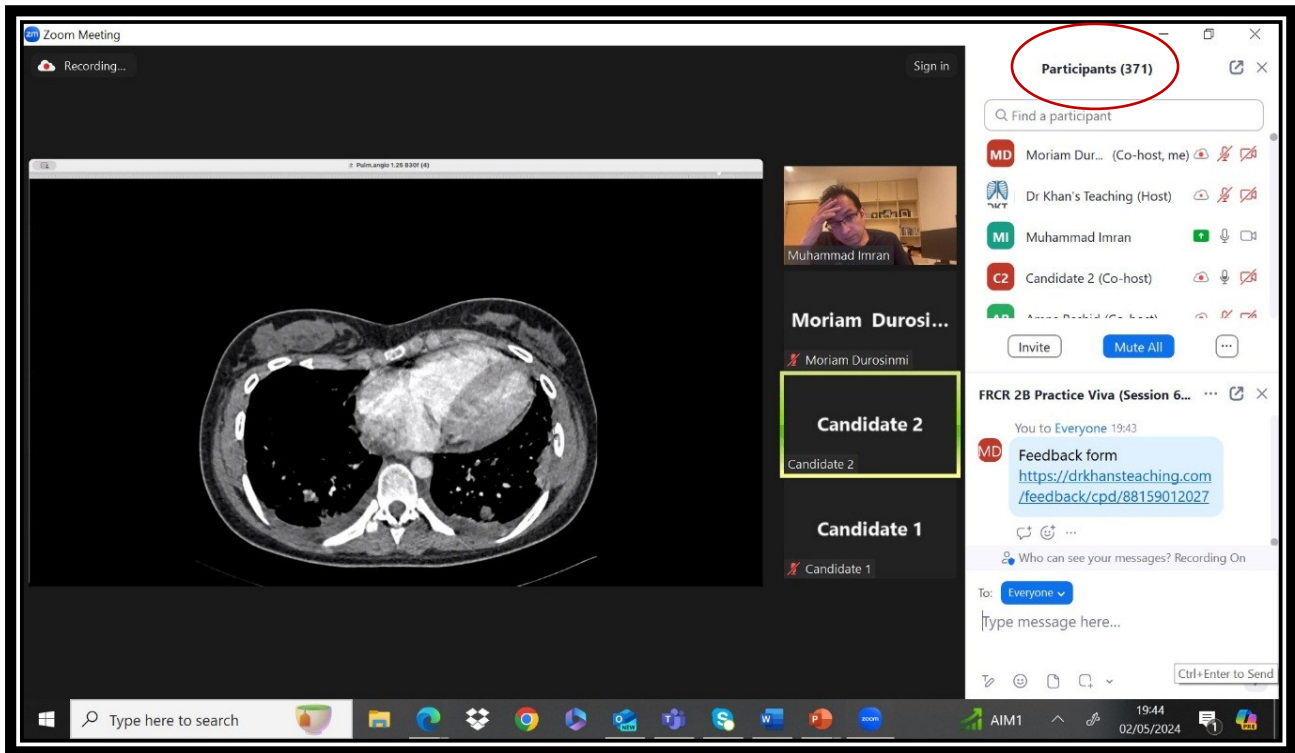 Zoom Meeting
Recording...
Sign in
Pulm.angio 1.25 B30f (4)
Muhammad Imran
Moriam Durosi...
Moriam Durosinmi
Candidate 2
Candidate 2
Candidate 1
Candidate 1
Participants (371)
Find a participant
MD Moriam Dur... (Co-host, me)
DKT Dr Khan's Teaching (Host)
MI Muhammad Imran
C2 Candidate 2 (Co-host)
Invite Mute All
FRCR 2B Practice Viva (Session 6...
You to Everyone 19:43
MD
Feedback form
https://drkhansteaching.com
/feedback/cpd/88159012027
Who can see your messages? Recording On
To: Everyone
Type message here...
Ctrl+Enter to Send
Type here to search
NEW
zoom
AIM1
19:44
02/05/2024
1
PRE